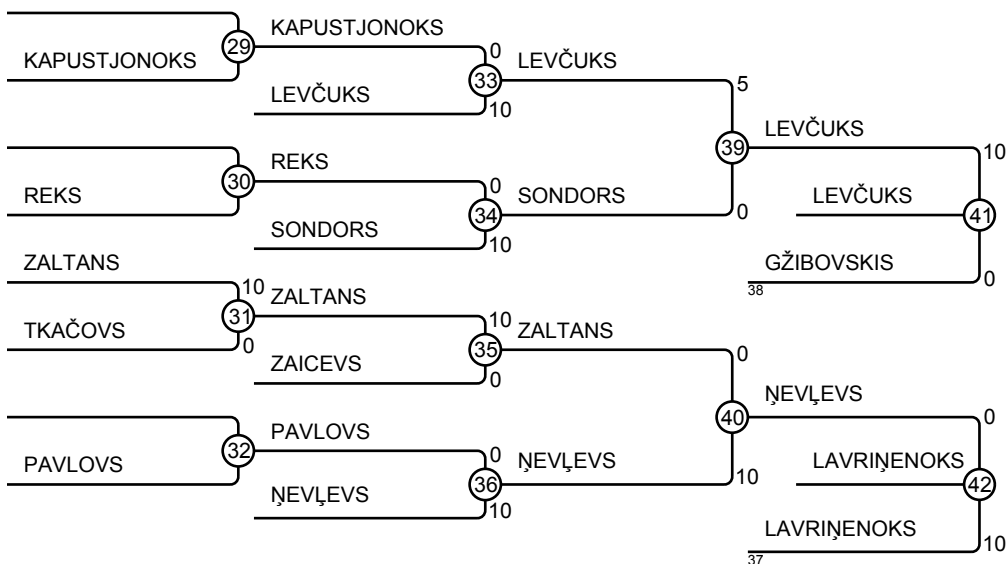 KAPUSTJONOKS
29
KAPUSTJONOKS
0
LEVČUKS
33
LEVČUKS
10
5
REKS
30
REKS
0
SONDORS
34
SONDORS
10
39
0
LEVČUKS
10
LEVČUKS
41
GŽIBOVSKIS
38
0
ZALTANS
10
TKAČOVS
31
0
ZALTANS
10
ZAICEVS
35
0
ZALTANS
0
PAVLOVS
32
PAVLOVS
0
ŅEVĻEVS
36
10
ŅEVĻEVS
40
10
ŅEVĻEVS
0
LAVRIŅENOKS
42
LAVRIŅENOKS
37
10